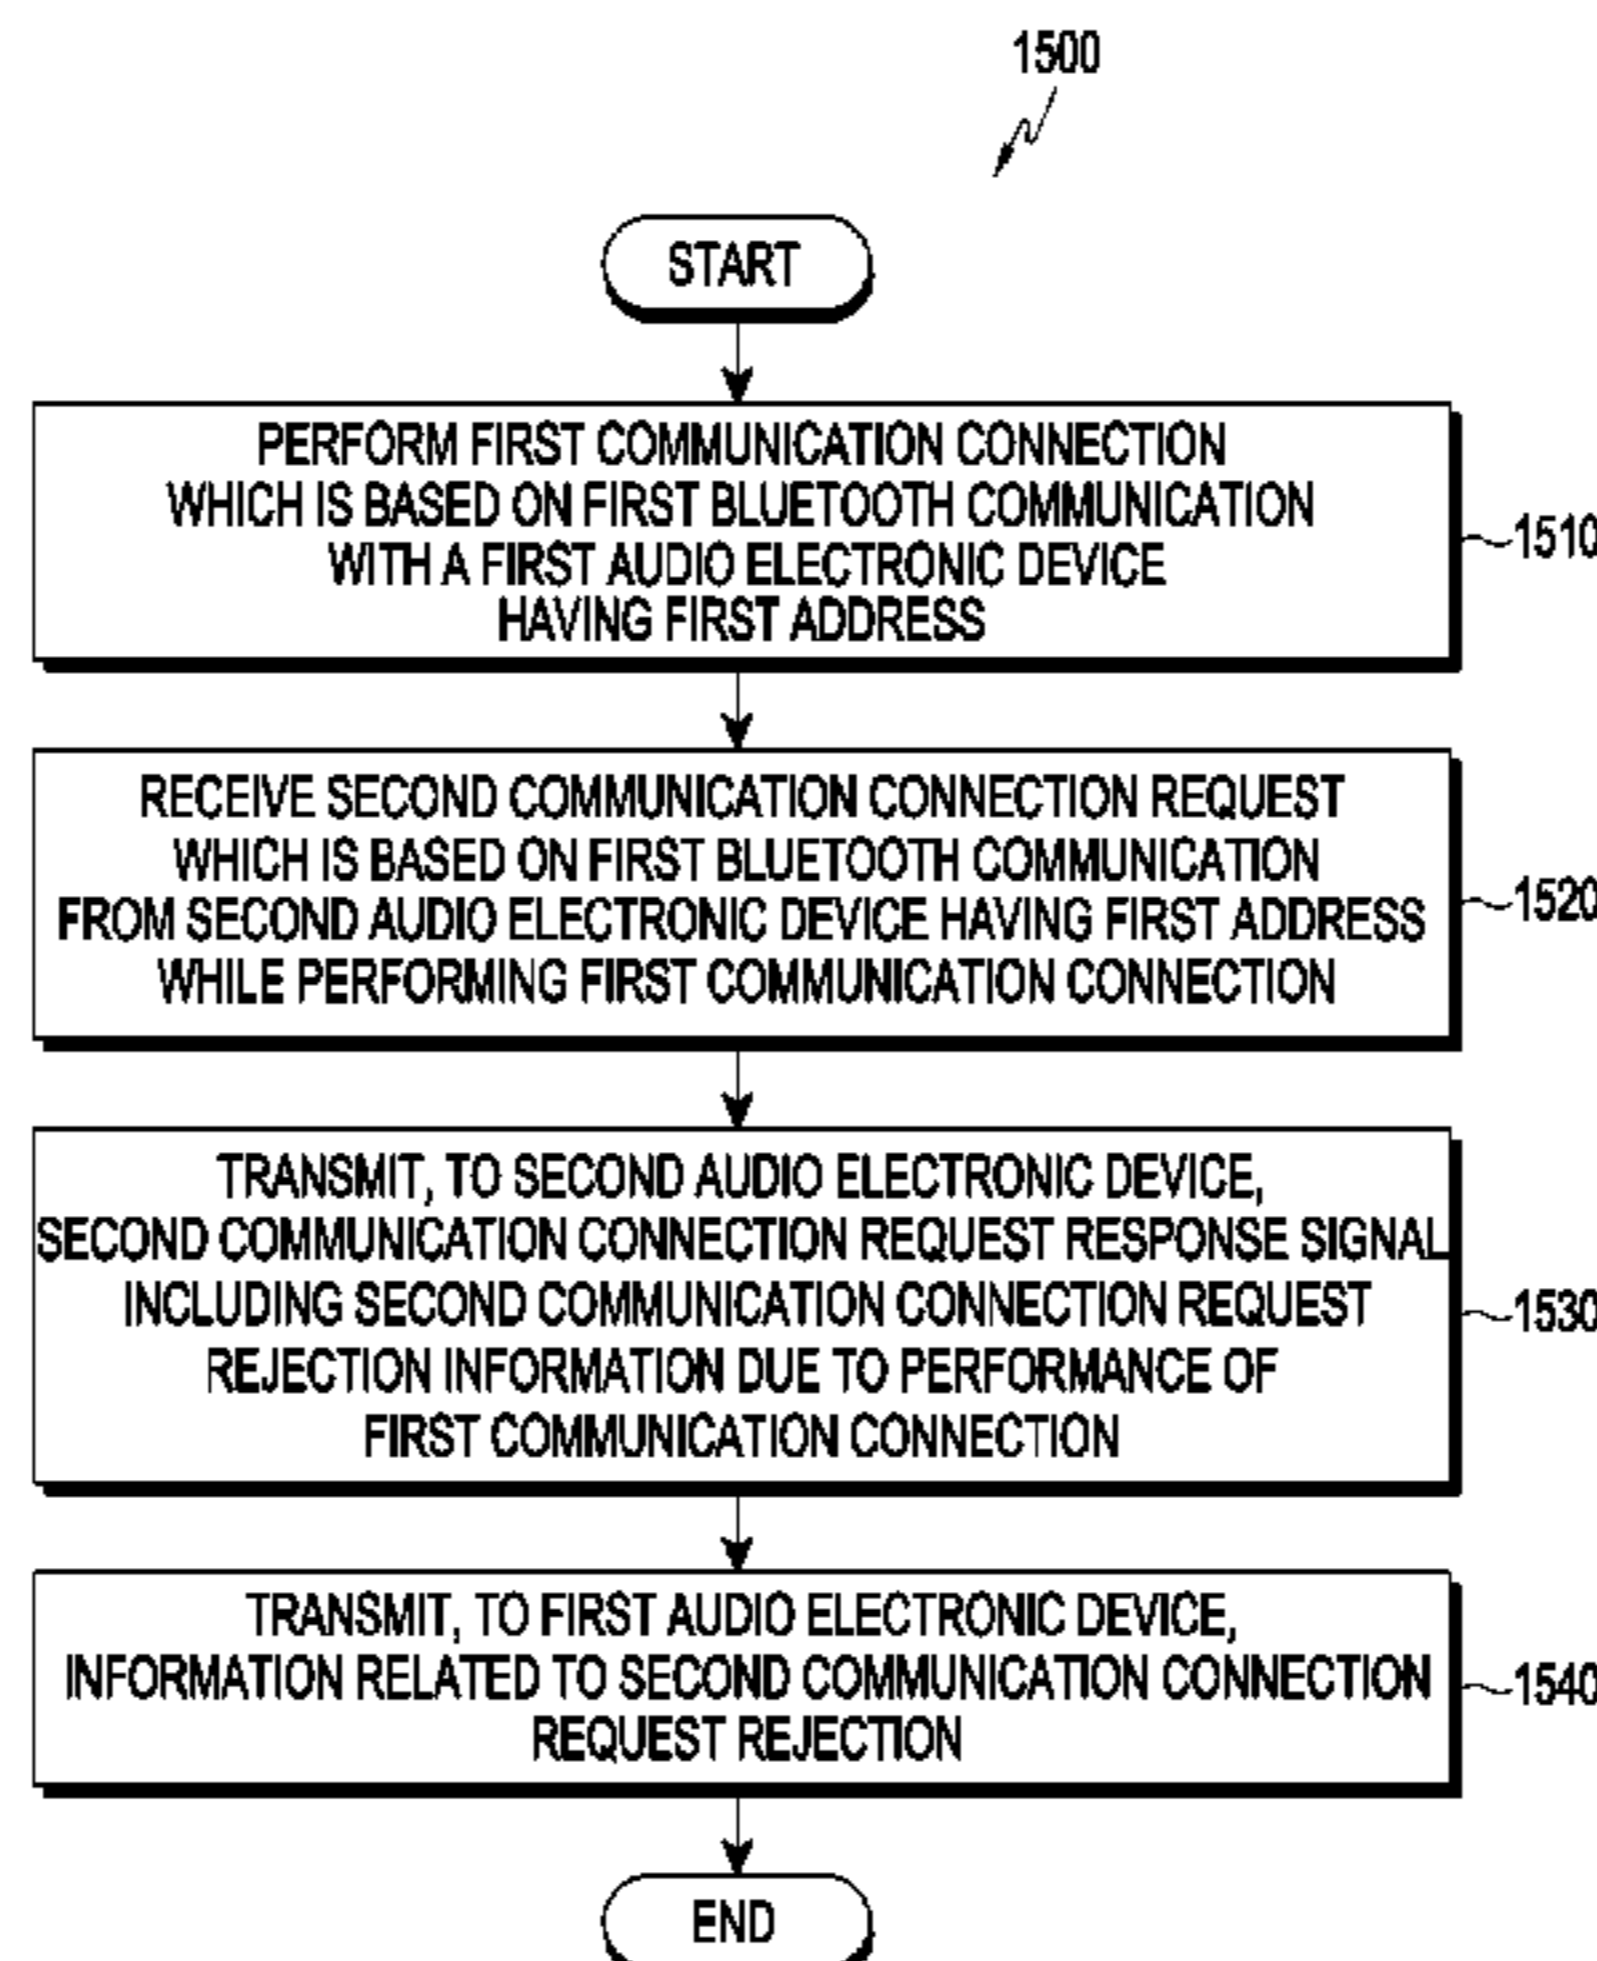 1500
START
PERFORM FIRST COMMUNICATION CONNECTION
WHICH IS BASED ON FIRST BLUETOOTH COMMUNICATION
WITH A FIRST AUDIO ELECTRONIC DEVICE
HAVING FIRST ADDRESS
1510
RECEIVE SECOND COMMUNICATION CONNECTION REQUEST
WHICH IS BASED ON FIRST BLUETOOTH COMMUNICATION
FROM SECOND AUDIO ELECTRONIC DEVICE HAVING FIRST ADDRESS
WHILE PERFORMING FIRST COMMUNICATION CONNECTION
1520
TRANSMIT, TO SECOND AUDIO ELECTRONIC DEVICE,
SECOND COMMUNICATION CONNECTION REQUEST RESPONSE SIGNAL
INCLUDING SECOND COMMUNICATION CONNECTION REQUEST
REJECTION INFORMATION DUE TO PERFORMANCE OF
FIRST COMMUNICATION CONNECTION
1530
TRANSMIT, TO FIRST AUDIO ELECTRONIC DEVICE,
INFORMATION RELATED TO SECOND COMMUNICATION CONNECTION
REQUEST REJECTION
1540
END